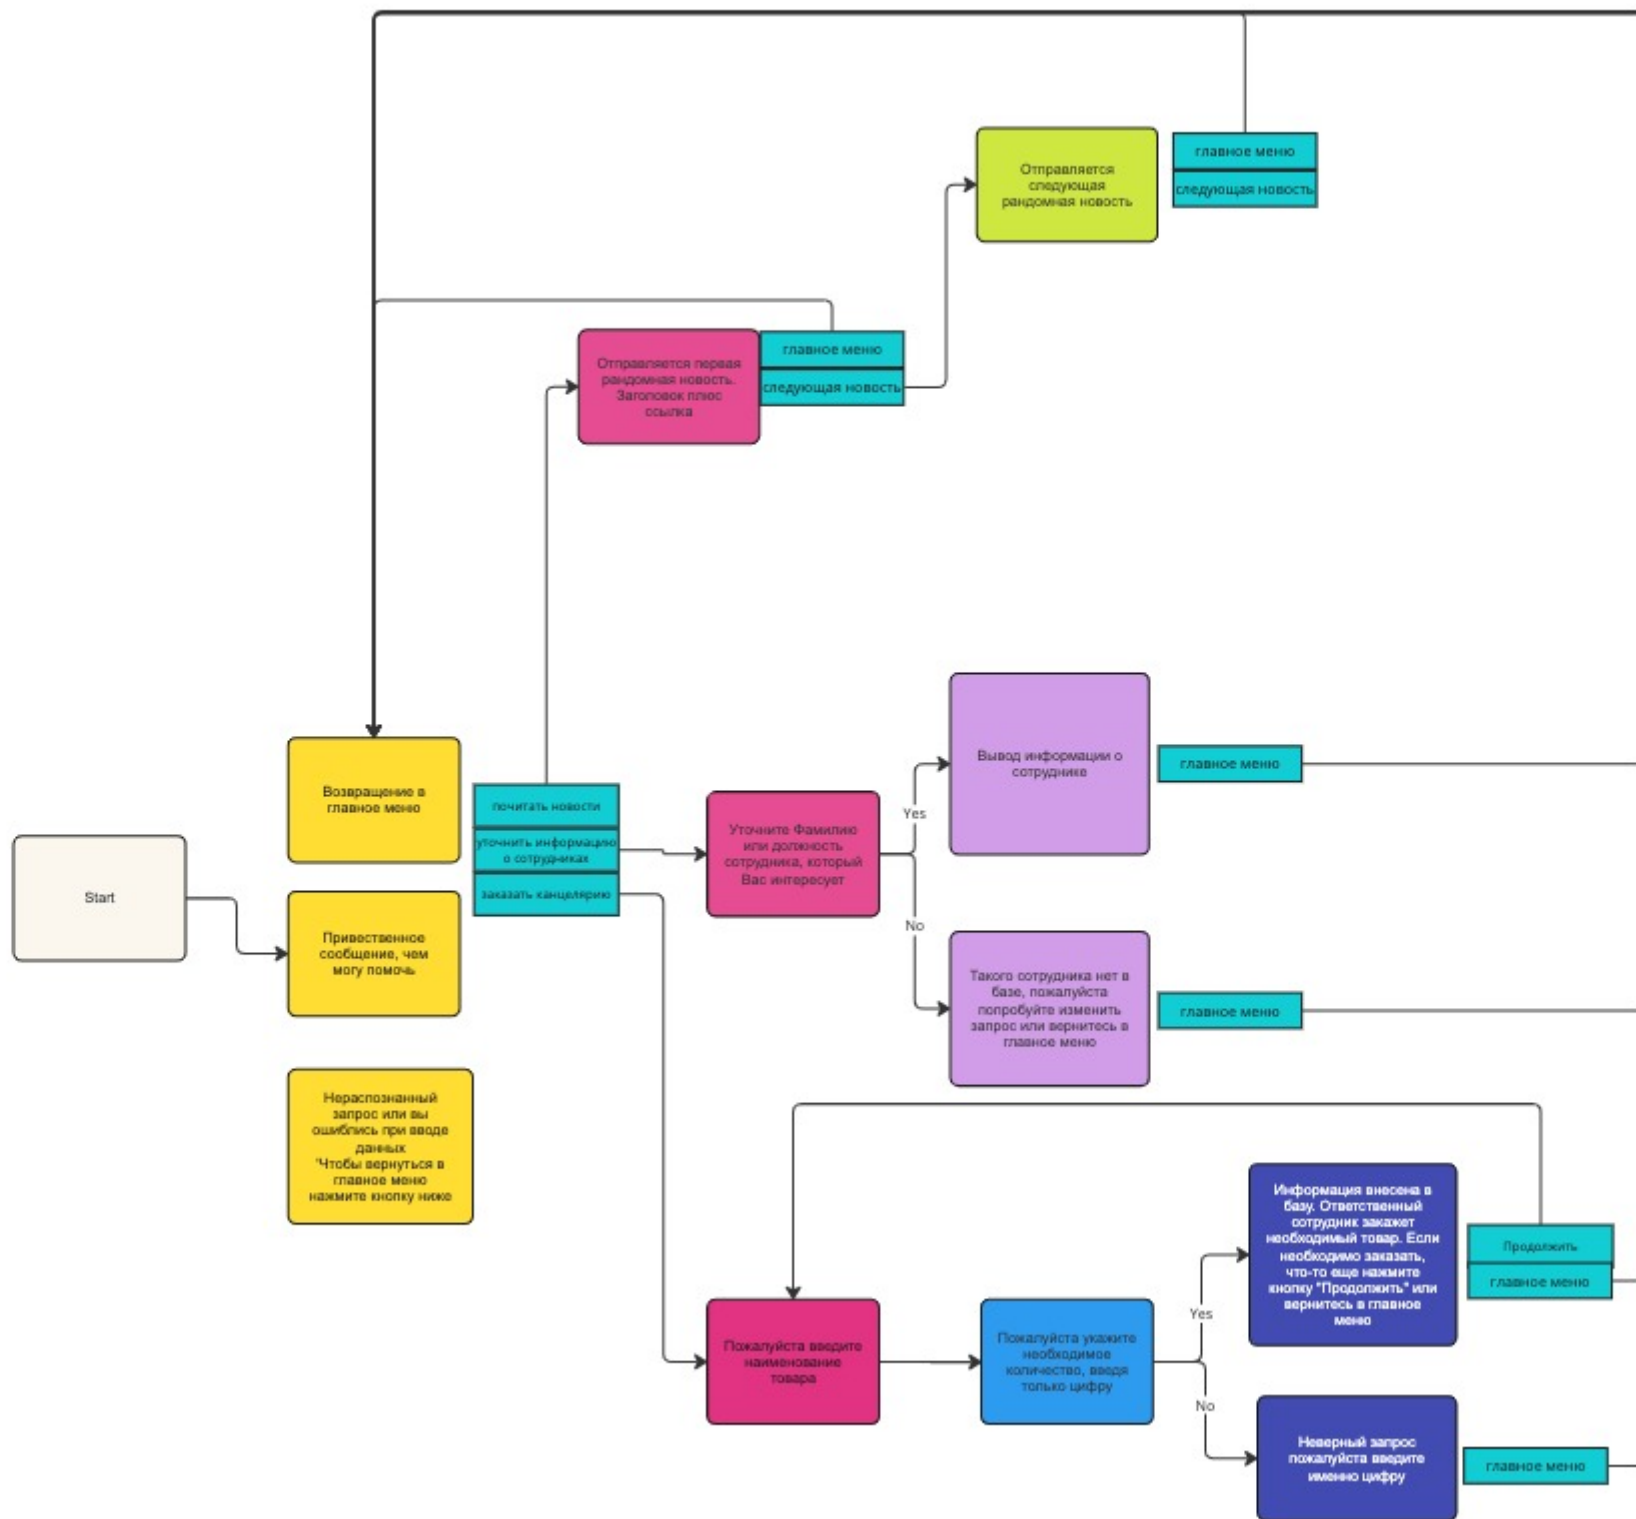 главное меню
следующая новость
Отправляется
следующая
рандомная новость
Отправляется первая
рандомная новость.
Заголовок плюс
ссылка
главное меню
следующая новость
Возвращение в
главное меню
почитать новости
уточнить информацию
о сотрудниках
заказать канцелярию
Start
Привественное
сообщение, чем
могу помочь
Нераспознанный
запрос или вы
ошиблись при вводе
данных
'Чтобы вернуться в
главное меню
нажмите кнопку ниже
Уточните Фамилию
или должность
сотрудника, который
Вас интересует
Yes
No
Вывод информации о
сотруднике
главное меню
Такого сотрудника нет в
базе, пожалуйста
попробуйте изменить
запрос или вернитесь в
главное меню
главное меню
Пожалуйста введите
наименование
товара
Пожалуйста укажите
необходимое
количество, введя
только цифру
Yes
No
Информация внесена в
базу. Ответственный
сотрудник закажет
необходимый товар. Если
необходимо заказать,
что-то еще нажмите
кнопку "Продолжить" или
вернитесь в главное
меню
Продолжить
главное меню
Неверный запрос
пожалуйста введите
именно цифру
главное меню